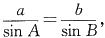 a/sin A = b/sin B,